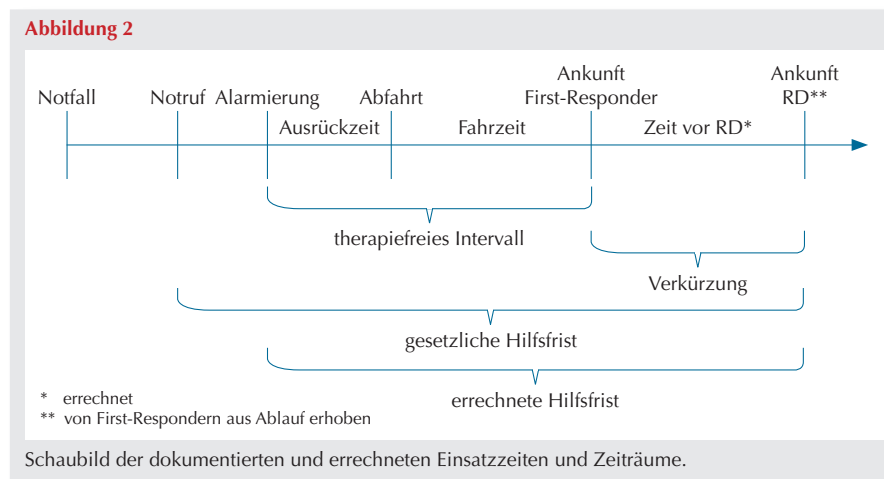 Abbildung 2
Ankunft Ankunft
Notfall Notruf Alarmierung Abfahrt First-Responder RD**
Ausrückzeit Fahrzeit Zeit vor RD*
therapiefreies Intervall
Verkürzung
gesetzliche Hilfsfrist
errechnete Hilfsfrist
* errechnet
** von First-Respondern aus Ablauf erhoben
Schaubild der dokumentierten und errechneten Einsatzzeiten und Zeiträume.